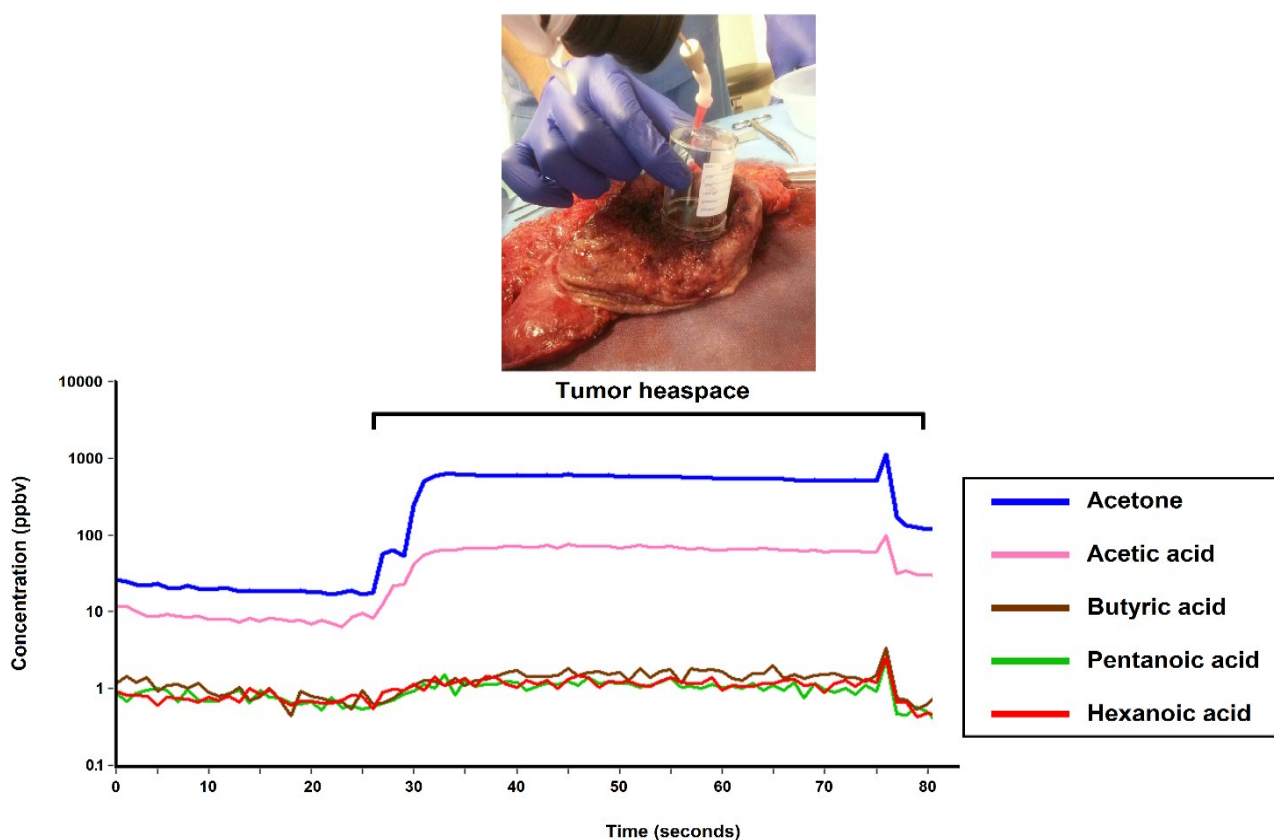 Tumor heaspace
Concentration (ppbv)
10000
1000
100
10
1
0.1
0 10 20 30 40 50 60 70 80
Time (seconds)
Acetone
Acetic acid
Butyric acid
Pentanoic acid
Hexanoic acid